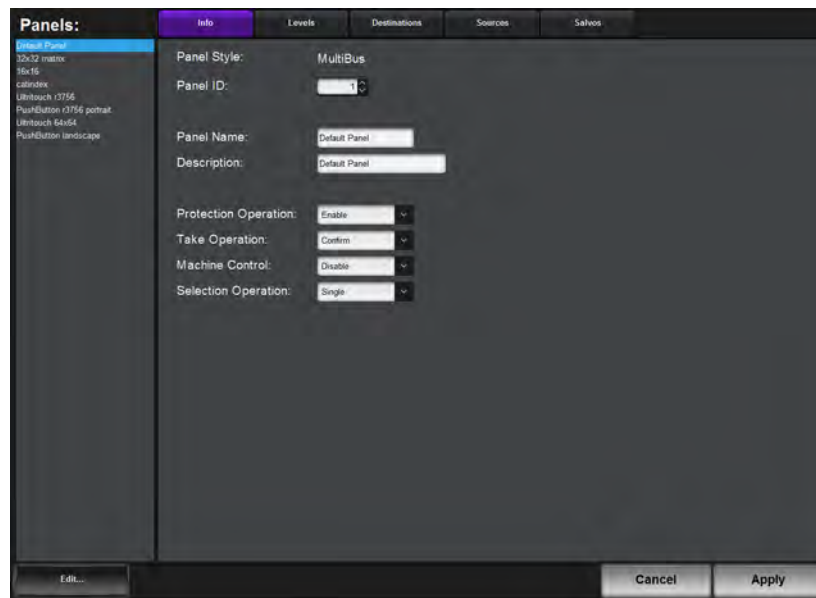 Panels:
Info
Levels
Destinations
Sources
Salvos
Default Panel
32x32 matrix
16x16
catindex
Ultritouch r3756
PushButton r3756 portrait
Ultritouch 64x64
PushButton landscape
Panel Style: MultiBus
Panel ID: 1
Panel Name: Default Panel
Description: Default Panel
Protection Operation: Enable
Take Operation: Confirm
Machine Control: Disable
Selection Operation: Single
Edit...
Cancel
Apply